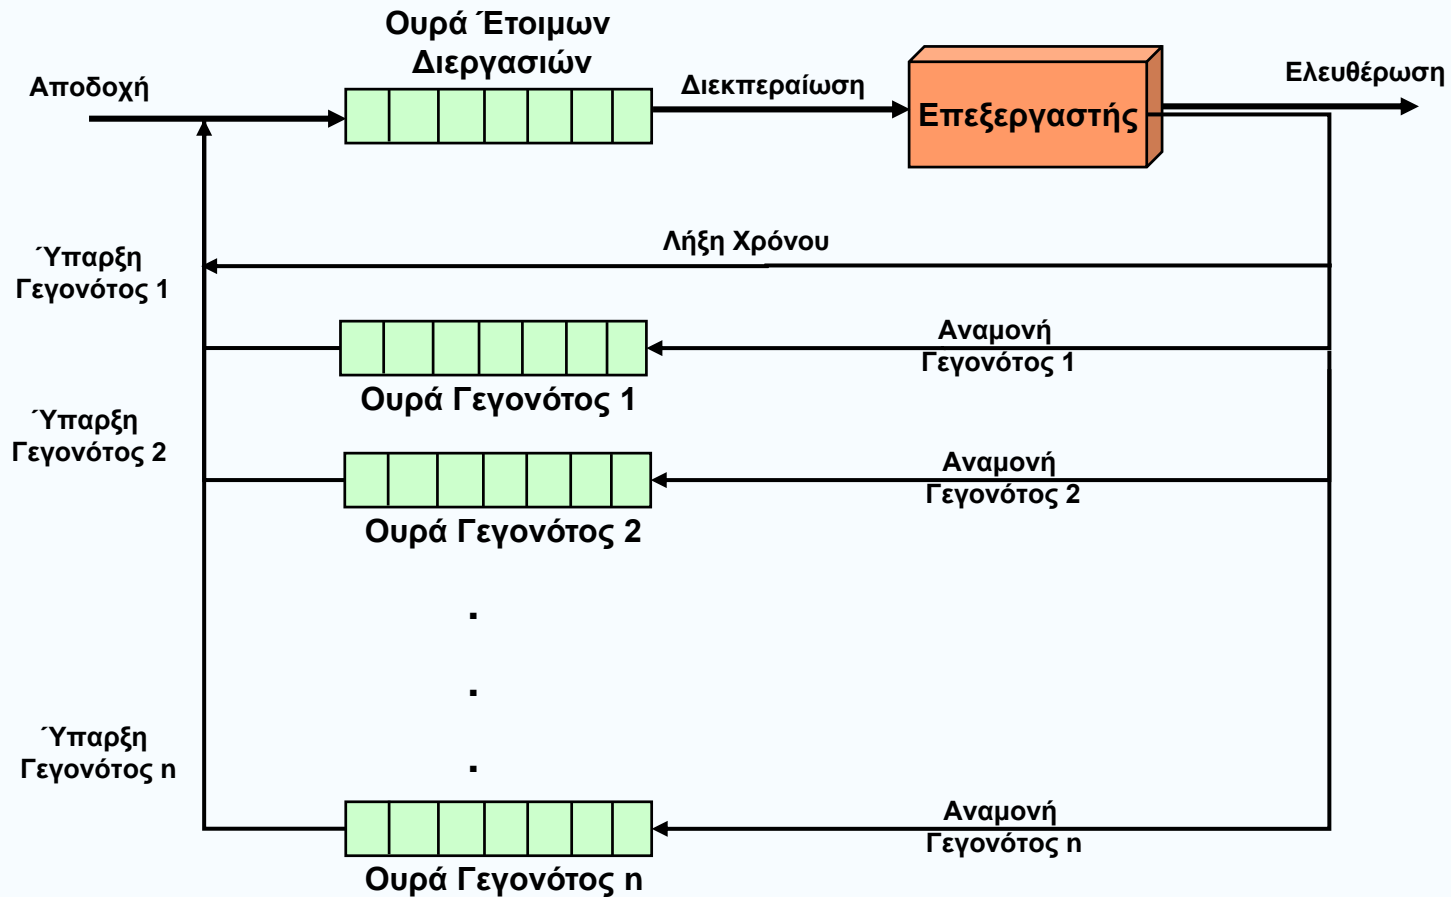 Ουρά Έτοιμων
Διεργασιών
Αποδοχή
Διεκπεραίωση
Επεξεργαστής
Ελευθέρωση
Λήξη Χρόνου
Ύπαρξη
Γεγονότος 1
Αναμονή
Γεγονότος 1
Ουρά Γεγονότος 1
Ύπαρξη
Γεγονότος 2
Αναμονή
Γεγονότος 2
Ουρά Γεγονότος 2
.
.
.
Ύπαρξη
Γεγονότος n
Αναμονή
Γεγονότος n
Ουρά Γεγονότος n